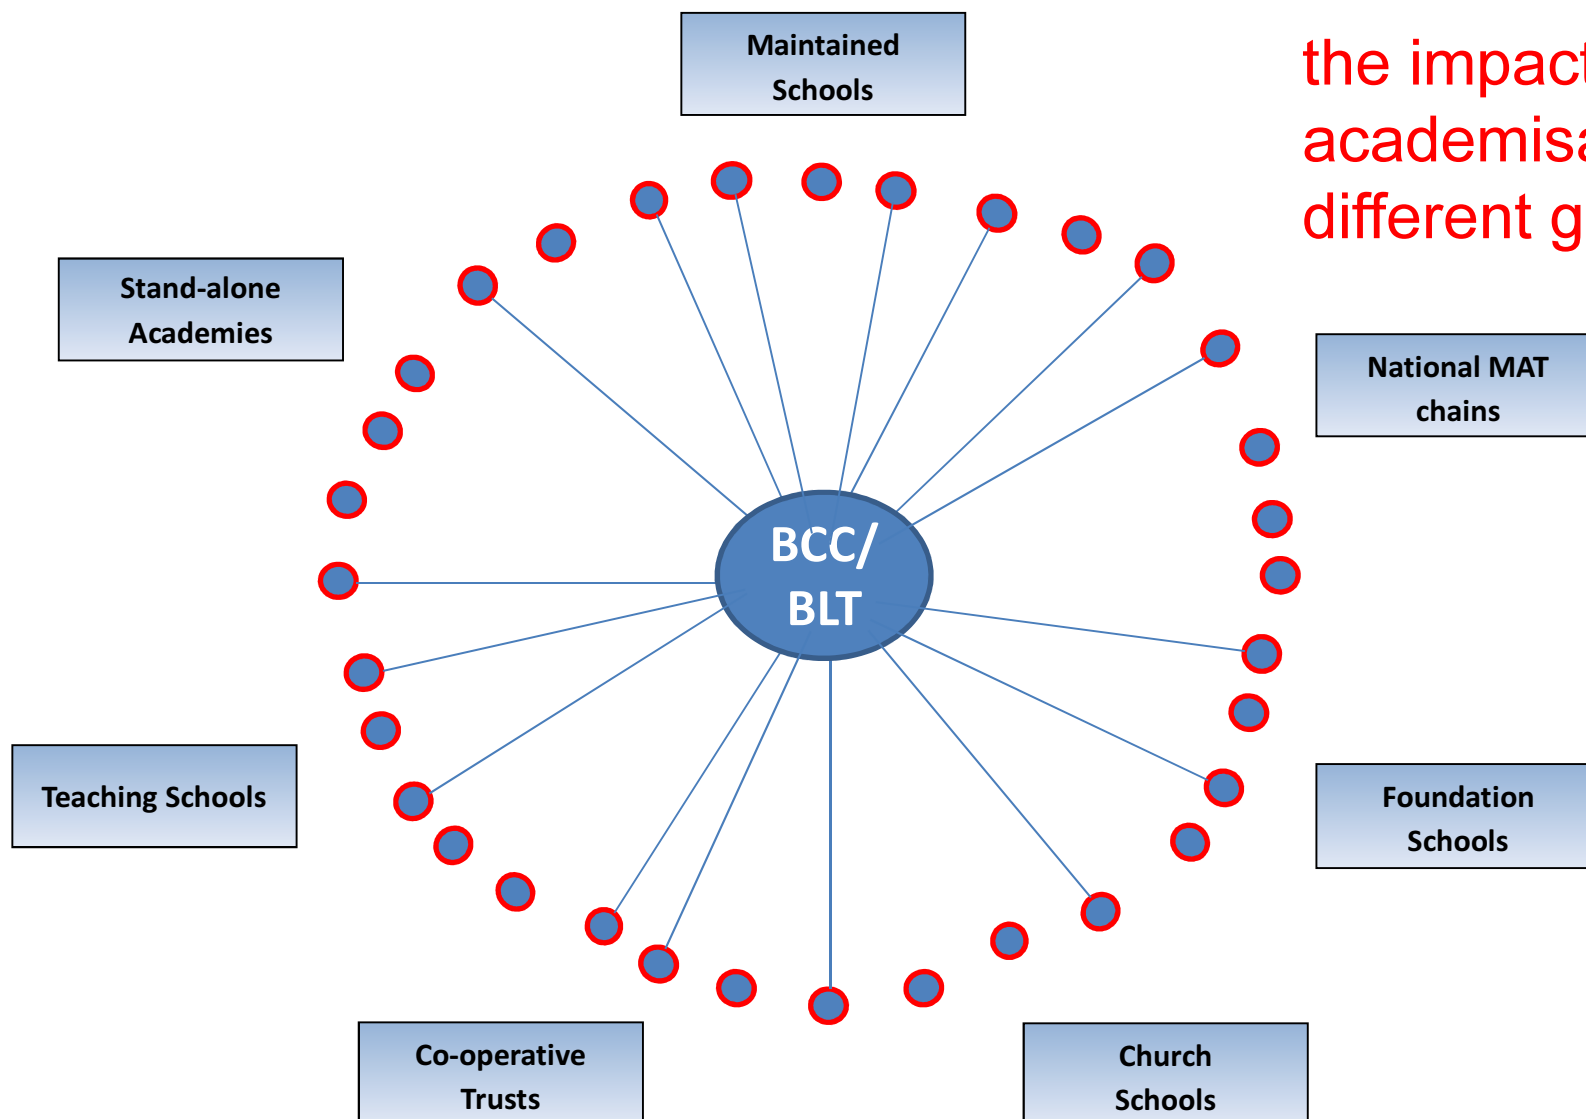 Maintained
Schools
the impact
different g
Stand-alone
Academies
National MAT
chains
BCC/
BLT
Teaching Schools
Foundation
Schools
Co-operative
Trusts
Church
Schools